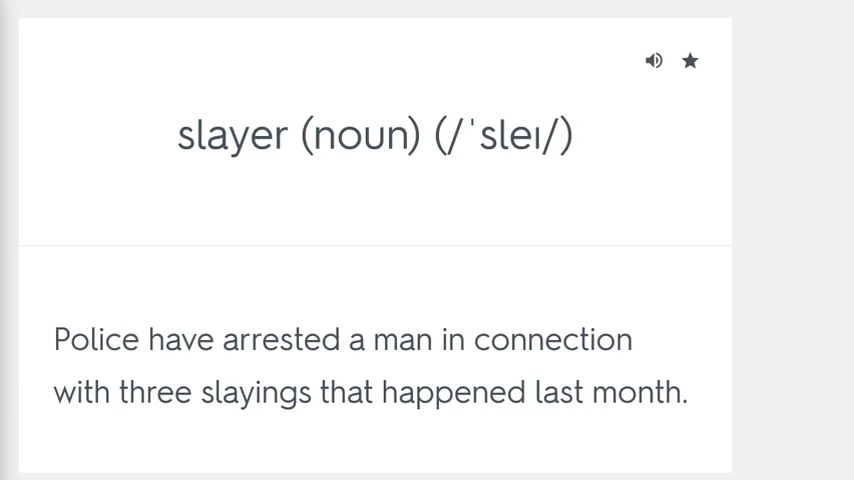 slayer (noun) (/ˈsleɪ/)
Police have arrested a man in connection
with three slayings that happened last month.